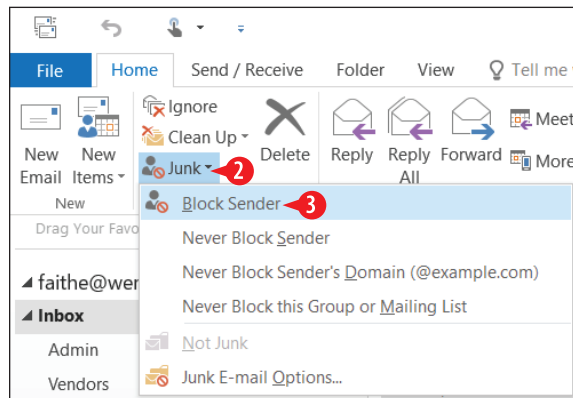 File Home Send / Receive Folder View Tell me
New Email
New Items
Ignore
Clean Up
Junk 2
Delete
Reply
Reply All
Forward
Meet
More
New
Block Sender 3
Never Block Sender
Never Block Sender's Domain (@example.com)
Never Block this Group or Mailing List
Not Junk
Junk E-mail Options...
Drag Your Favo
faithe@wer
Inbox
Admin
Vendors